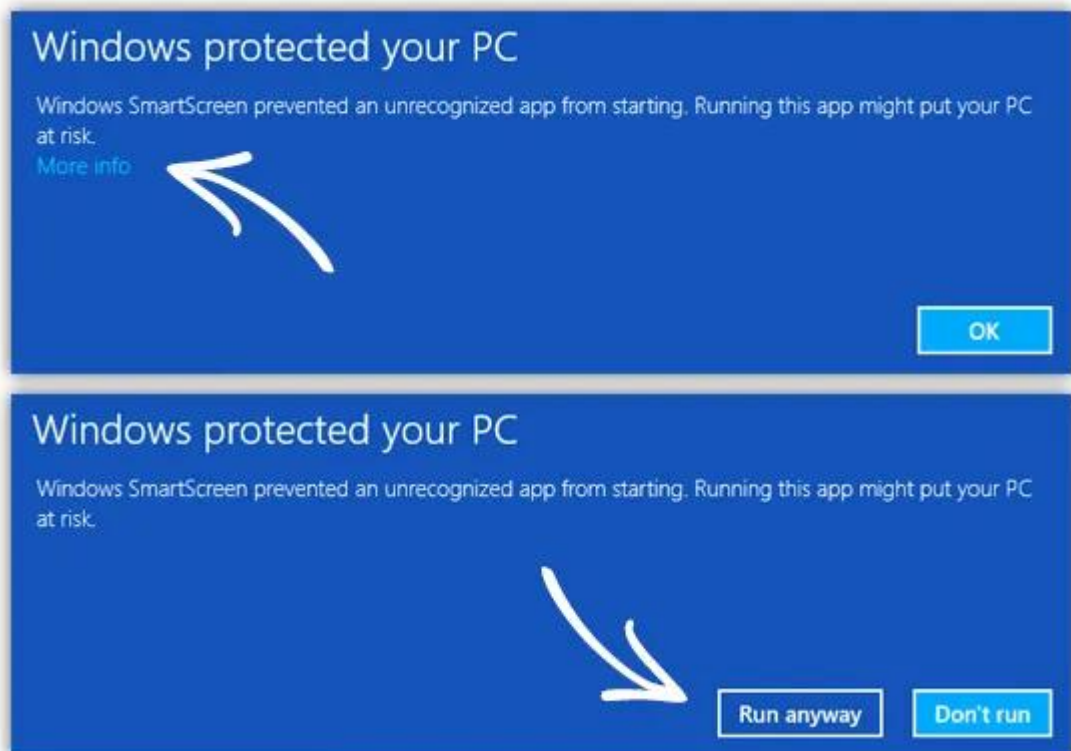 Windows protected your PC
Windows SmartScreen prevented an unrecognized app from starting. Running this app might put your PC
at risk.
More info
OK
Windows protected your PC
Windows SmartScreen prevented an unrecognized app from starting. Running this app might put your PC
at risk.
Run anyway Don't run